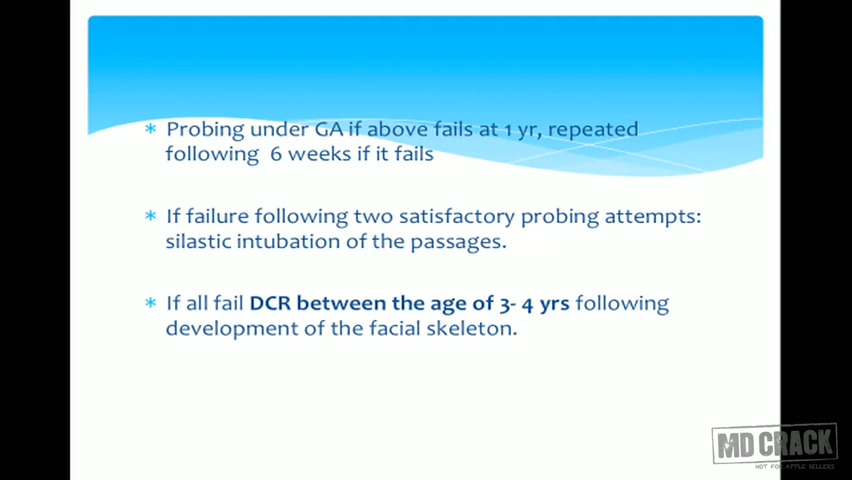 * Probing under GA if above fails at 1 yr, repeated
following 6 weeks if it fails
* If failure following two satisfactory probing attempts:
silastic intubation of the passages.
* If all fail DCR between the age of 3- 4 yrs following
development of the facial skeleton.
MD CRACK
NOT FOR APPLE SELLERS